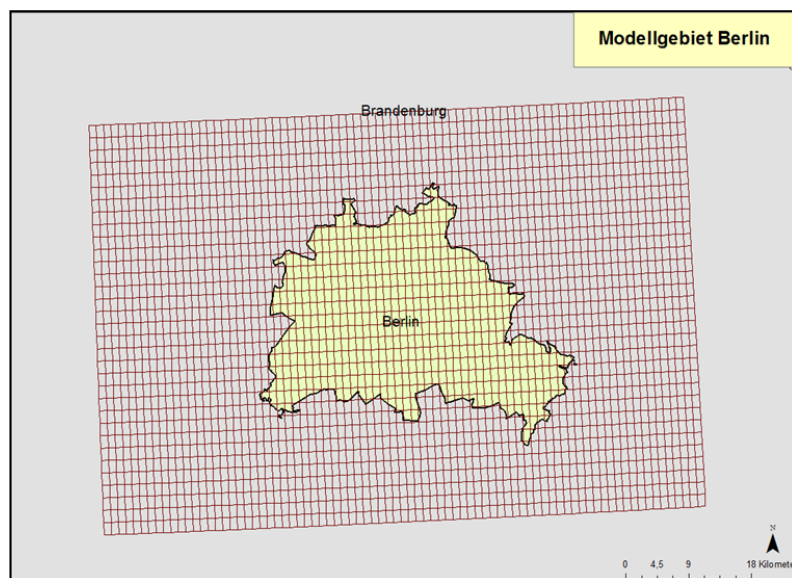 Modellgebiet Berlin
Brandenburg
Berlin
N
0 4,5 9 18 Kilomete